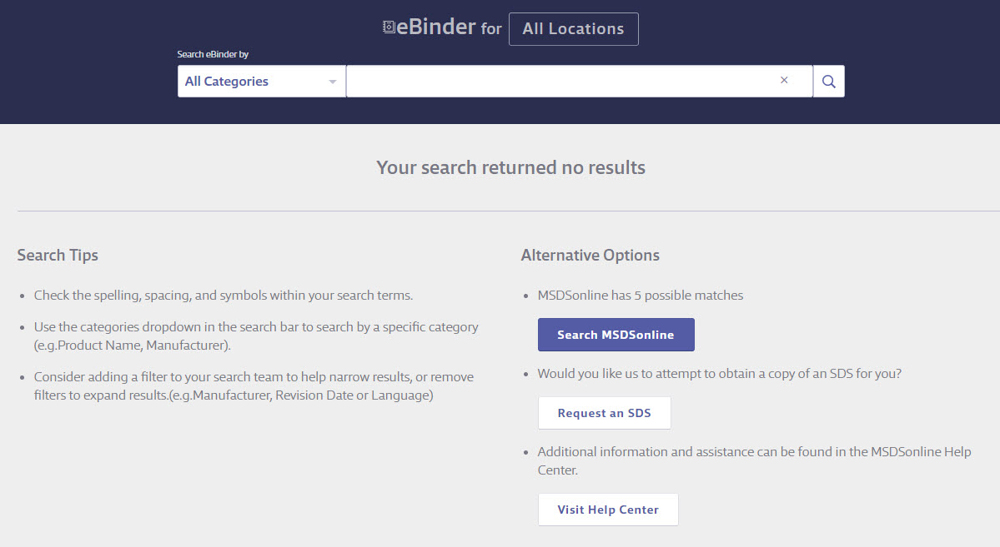 eBinder for All Locations
Search eBinder by
All Categories
Your search returned no results
Search Tips
Check the spelling, spacing, and symbols within your search terms.
Use the categories dropdown in the search bar to search by a specific category
(e.g.Product Name, Manufacturer).
Consider adding a filter to your search team to help narrow results, or remove
filters to expand results.(e.g.Manufacturer, Revision Date or Language)
Alternative Options
MSDSonline has 5 possible matches
Search MSDSonline
Would you like us to attempt to obtain a copy of an SDS for you?
Request an SDS
Additional information and assistance can be found in the MSDSonline Help
Center.
Visit Help Center